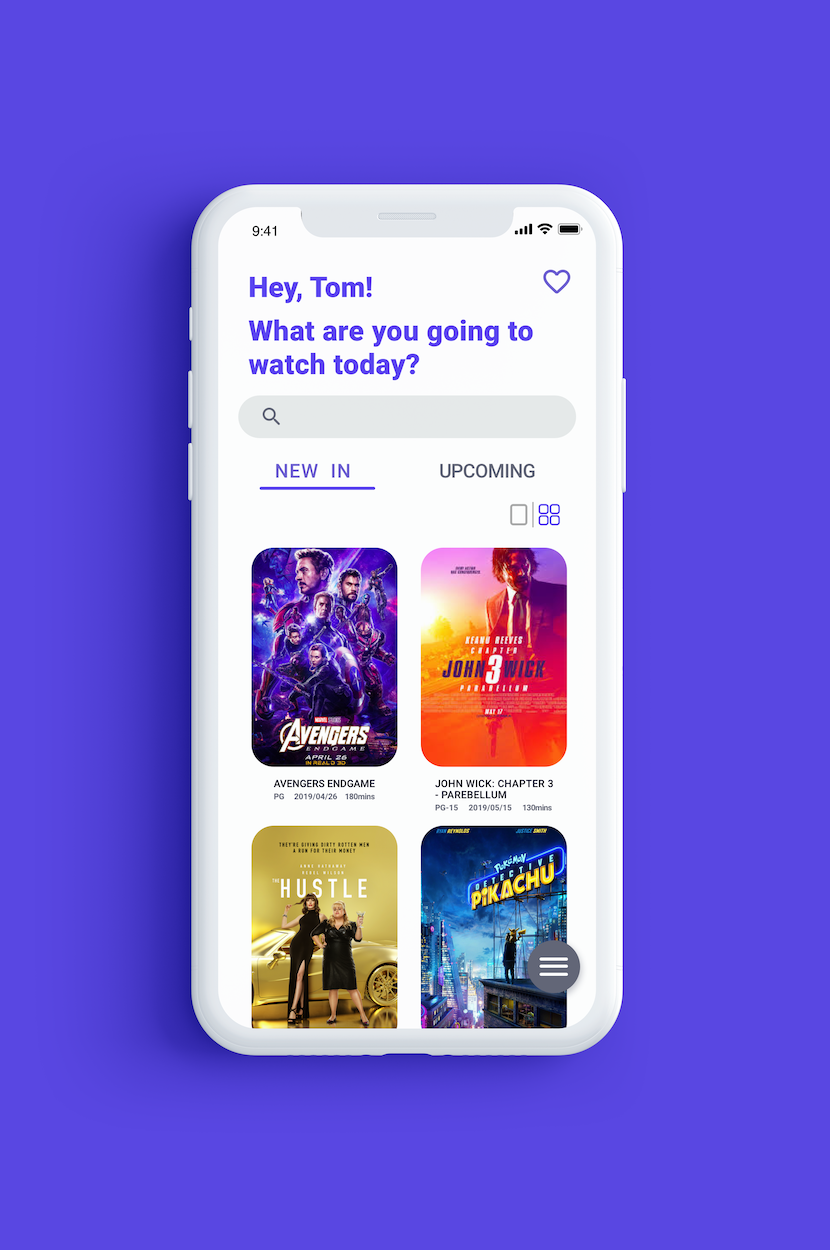 9:41
Hey, Tom!
What are you going to
watch today?
NEW IN
UPCOMING
MARVEL STUDIOS
AVENGERS
ENDGAME
APRIL 26
IN REALD 3D
KEANU REEVES
CHAPTER
JOHN 3 WICK
PARABELLUM
MAY 17
AVENGERS ENDGAME
PG 2019/04/26 180mins
JOHN WICK: CHAPTER 3
- PAREBELLUM
PG-15 2019/05/15 130mins
THEY'RE GIVING DIRTY ROTTEN MEN
A RUN FOR THEIR MONEY
ANNE HATHAWAY
REBEL WILSON
THE HUSTLE
RYAN REYNOLDS JUSTICE SMITH
POKÉMON
DETECTIVE
PIKACHU